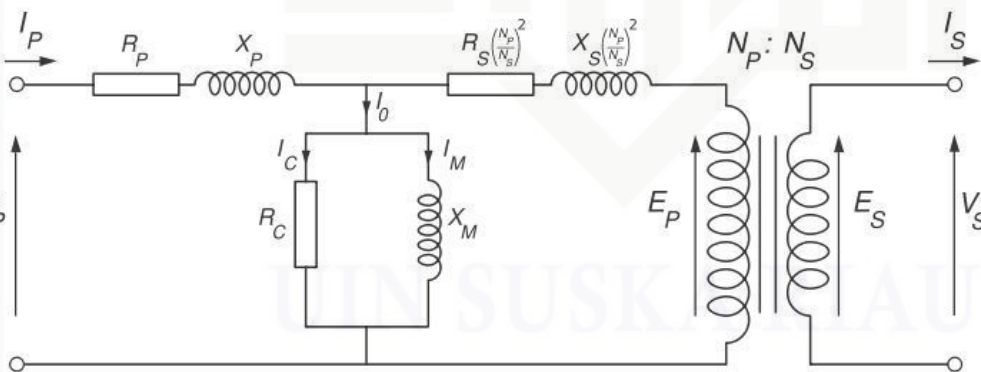 I_P
R_P
X_P
R_S(N_P/N_S)²
X_S(N_P/N_S)²
N_P : N_S
I_S
I_0
I_C
I_M
R_C
X_M
E_P
E_S
V_S
UIN SUSKA RIAU